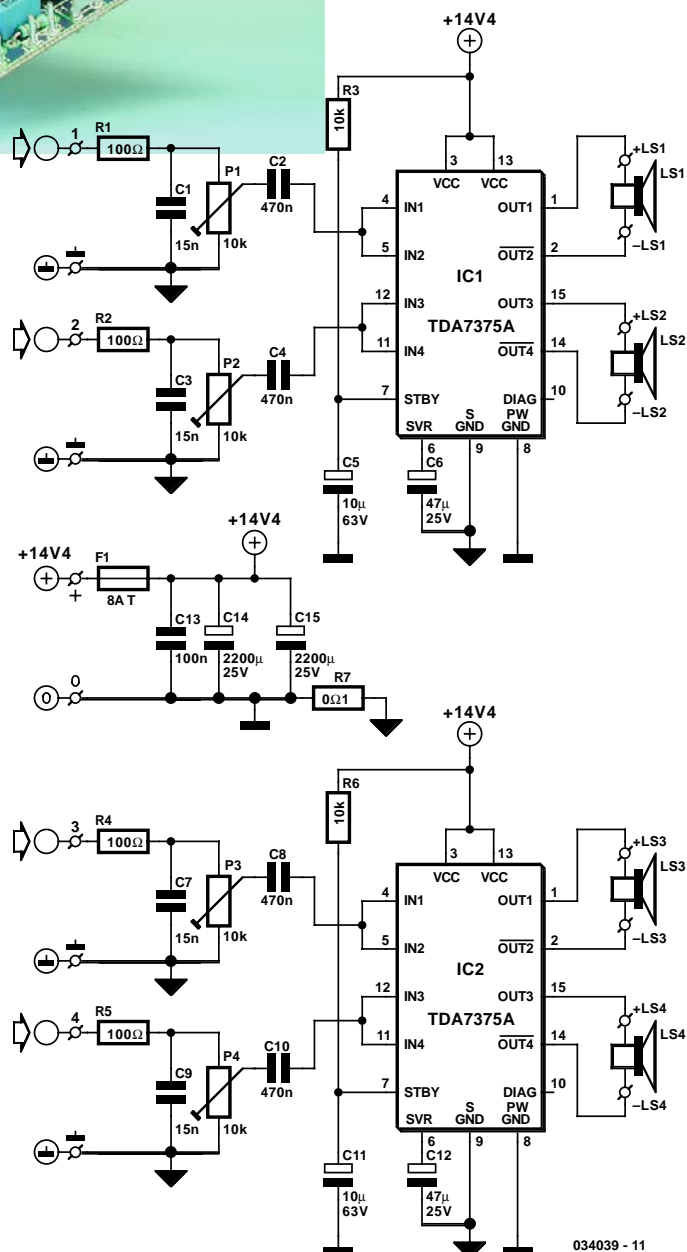 +14V4
R3
10k
1
R1
100Ω
P1
10k
C1
15n
C2
470n
3
13
VCC
VCC
4
IN1
OUT1
1
+LS1
LS1
5
IN2
OUT2
2
–LS1
IC1
12
IN3
OUT3
15
+LS2
LS2
TDA7375A
11
IN4
OUT4
14
–LS2
2
R2
100Ω
P2
10k
C3
15n
C4
470n
7
STBY
DIAG
10
SVR
S
GND
PW
GND
6
9
8
C5
10µ
63V
C6
47µ
25V
+14V4
+14V4
+
F1
8A T
C13
100n
C14
2200µ
25V
C15
2200µ
25V
R7
0Ω1
0
0
+14V4
R6
10k
3
R4
100Ω
P3
10k
C7
15n
C8
470n
3
13
VCC
VCC
4
IN1
OUT1
1
+LS3
LS3
5
IN2
OUT2
2
–LS3
IC2
12
IN3
OUT3
15
+LS4
LS4
TDA7375A
11
IN4
OUT4
14
–LS4
4
R5
100Ω
P4
10k
C9
15n
C10
470n
7
STBY
DIAG
10
SVR
S
GND
PW
GND
6
9
8
C11
10µ
63V
C12
47µ
25V
034039 - 11